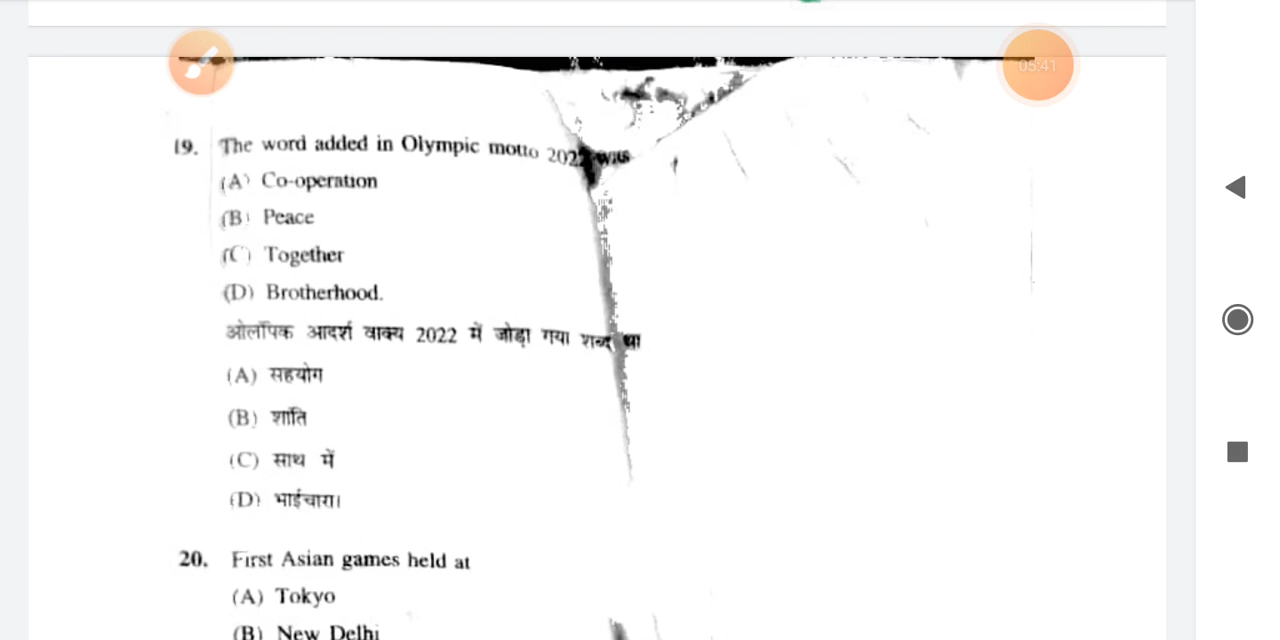 05:41
19. The word added in Olympic motto 2022 was
(A) Co-operation
(B) Peace
(C) Together
(D) Brotherhood.
ओलंपिक आदर्श वाक्य 2022 में जोड़ा गया शब्द था
(A) सहयोग
(B) शांति
(C) साथ में
(D) भाईचारा।
20. First Asian games held at
(A) Tokyo
(B) New Delhi